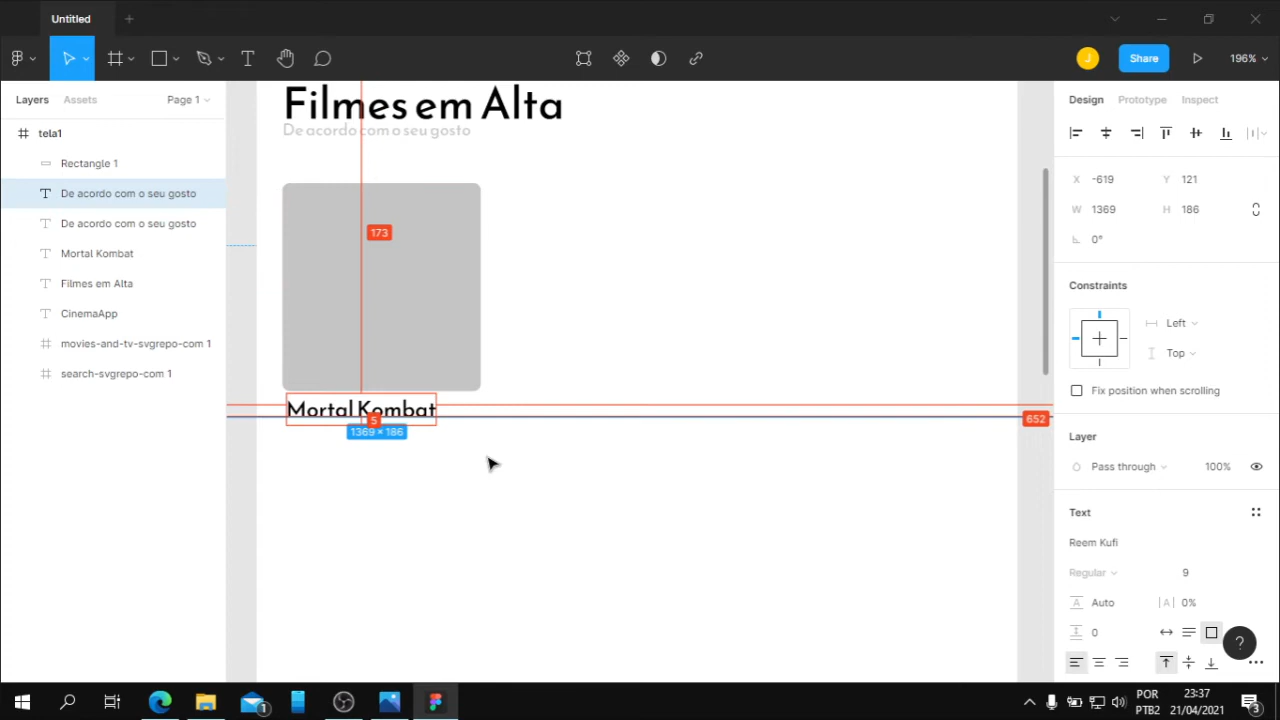 Untitled
J
Share
196%
Layers
Assets
Page 1
tela1
Rectangle 1
De acordo com o seu gosto
De acordo com o seu gosto
Mortal Kombat
Filmes em Alta
CinemaApp
movies-and-tv-svgrepo-com 1
search-svgrepo-com 1
Filmes em Alta
De acordo com o seu gosto
173
Mortal Kombat
5
1369 × 186
652
Design
Prototype
Inspect
X -619 Y 121
W 1369 H 186
0°
Constraints
Left
Top
Fix position when scrolling
Layer
Pass through 100%
Text
Reem Kufi
Regular 9
A Auto |A| 0%
0
?
1
POR
PTB2
23:37
21/04/2021
3